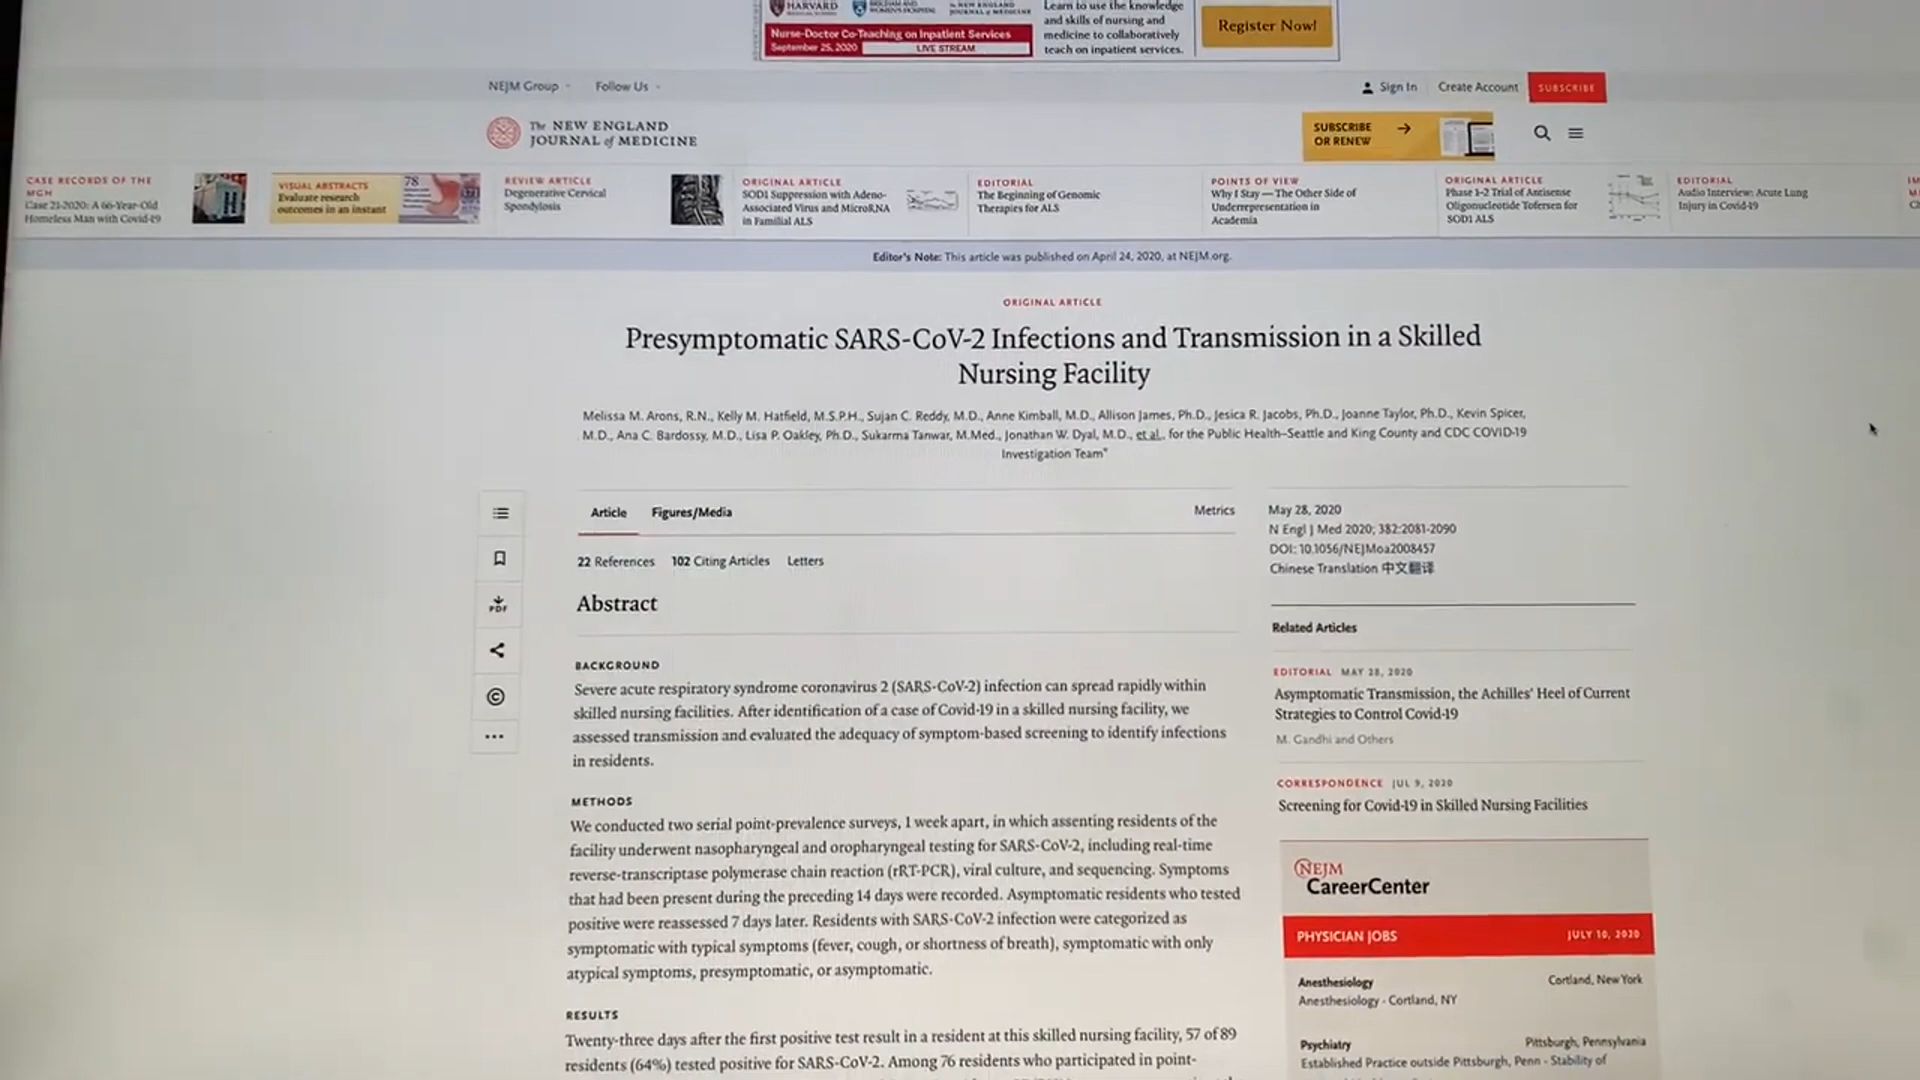 HARVARD
NEW ENGLAND
JOURNAL of MEDICINE
Learn to use the knowledge
and skills of nursing and
medicine to collaboratively
teach on inpatient services.
Register Now!
Nurse-Doctor Co-Teaching on Inpatient Services
September 25, 2020 LIVE STREAM
NEJM Group
Follow Us
Sign In
Create Account
SUBSCRIBE
The NEW ENGLAND
JOURNAL of MEDICINE
SUBSCRIBE
OR RENEW
CASE RECORDS OF THE
MGH
Case 21-2020: A 66-Year-Old
Homeless Man with Covid-19
VISUAL ABSTRACTS
Evaluate research
outcomes in an instant
78
REVIEW ARTICLE
Degenerative Cervical
Spondylosis
ORIGINAL ARTICLE
SOD1 Suppression with Adeno-
Associated Virus and MicroRNA
in Familial ALS
EDITORIAL
The Beginning of Genomic
Therapies for ALS
POINTS OF VIEW
Why I Stay — The Other Side of
Underrepresentation in
Academia
ORIGINAL ARTICLE
Phase 1–2 Trial of Antisense
Oligonucleotide Tofersen for
SOD1 ALS
EDITORIAL
Audio Interview: Acute Lung
Injury in Covid-19
Editor's Note: This article was published on April 24, 2020, at NEJM.org.
ORIGINAL ARTICLE
Presymptomatic SARS-CoV-2 Infections and Transmission in a Skilled
Nursing Facility
Melissa M. Arons, R.N., Kelly M. Hatfield, M.S.P.H., Sujan C. Reddy, M.D., Anne Kimball, M.D., Allison James, Ph.D., Jesica R. Jacobs, Ph.D., Joanne Taylor, Ph.D., Kevin Spicer,
M.D., Ana C. Bardossy, M.D., Lisa P. Oakley, Ph.D., Sukarma Tanwar, M.Med., Jonathan W. Dyal, M.D., et al., for the Public Health–Seattle and King County and CDC COVID-19
Investigation Team*
Article
Figures/Media
Metrics
22 References
102 Citing Articles
Letters
PDF
Abstract
BACKGROUND
Severe acute respiratory syndrome coronavirus 2 (SARS-CoV-2) infection can spread rapidly within
skilled nursing facilities. After identification of a case of Covid-19 in a skilled nursing facility, we
assessed transmission and evaluated the adequacy of symptom-based screening to identify infections
in residents.
METHODS
We conducted two serial point-prevalence surveys, 1 week apart, in which assenting residents of the
facility underwent nasopharyngeal and oropharyngeal testing for SARS-CoV-2, including real-time
reverse-transcriptase polymerase chain reaction (rRT-PCR), viral culture, and sequencing. Symptoms
that had been present during the preceding 14 days were recorded. Asymptomatic residents who tested
positive were reassessed 7 days later. Residents with SARS-CoV-2 infection were categorized as
symptomatic with typical symptoms (fever, cough, or shortness of breath), symptomatic with only
atypical symptoms, presymptomatic, or asymptomatic.
RESULTS
Twenty-three days after the first positive test result in a resident at this skilled nursing facility, 57 of 89
residents (64%) tested positive for SARS-CoV-2. Among 76 residents who participated in point-
May 28, 2020
N Engl J Med 2020; 382:2081-2090
DOI: 10.1056/NEJMoa2008457
Chinese Translation 中文翻译
Related Articles
EDITORIAL MAY 28, 2020
Asymptomatic Transmission, the Achilles' Heel of Current
Strategies to Control Covid-19
M. Gandhi and Others
CORRESPONDENCE JUL 9, 2020
Screening for Covid-19 in Skilled Nursing Facilities
NEJM
CareerCenter
PHYSICIAN JOBS
JULY 10, 2020
Anesthesiology
Cortland, New York
Anesthesiology - Cortland, NY
Psychiatry
Pittsburgh, Pennsylvania
Established Practice outside Pittsburgh, Penn - Stability of